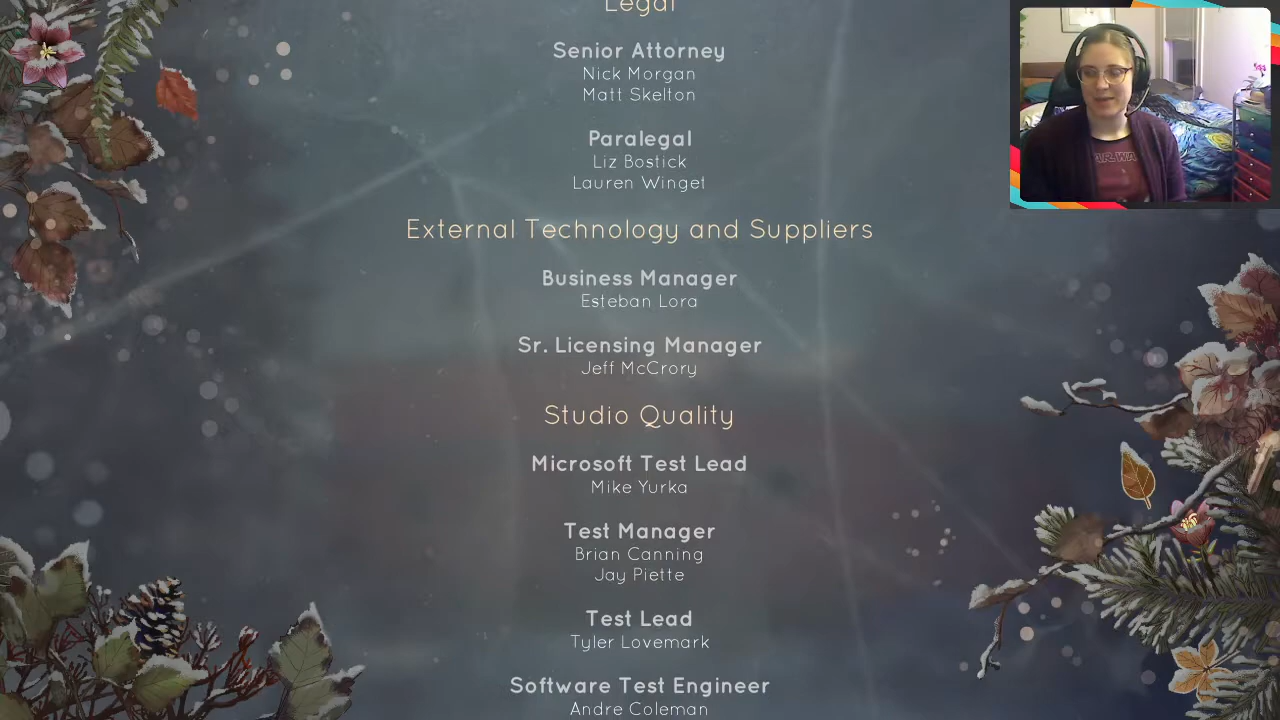 Legal
Senior Attorney
Nick Morgan
Matt Skelton
Paralegal
Liz Bostick
Lauren Winget
External Technology and Suppliers
Business Manager
Esteban Lora
Sr. Licensing Manager
Jeff McCrory
Studio Quality
Microsoft Test Lead
Mike Yurka
Test Manager
Brian Canning
Jay Piette
Test Lead
Tyler Lovemark
Software Test Engineer
Andre Coleman